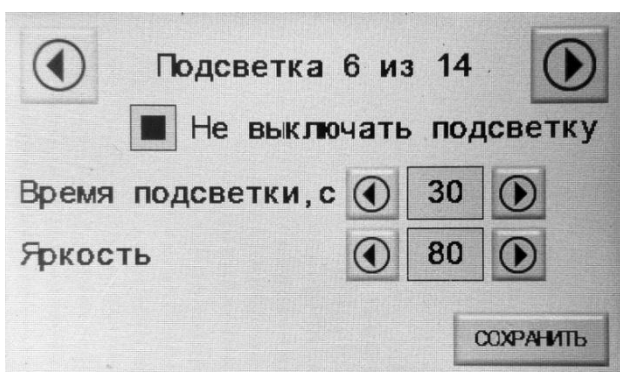 Подсветка 6 из 14
Не выключать подсветку
Время подсветки,с 30
Яркость 80
СОХРАНИТЬ